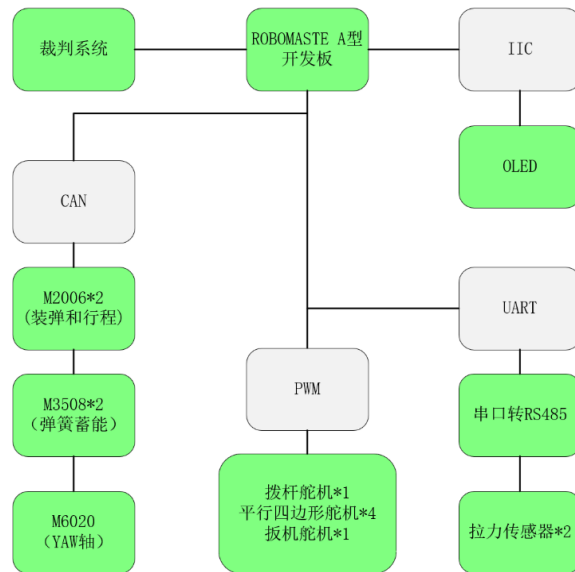 裁判系统
ROBOMASTE A型
开发板
IIC
OLED
CAN
M2006*2
(装弹和行程)
UART
PWM
M3508*2
（弹簧蓄能）
串口转RS485
拨杆舵机*1
平行四边形舵机*4
扳机舵机*1
M6020
（YAW轴）
拉力传感器*2